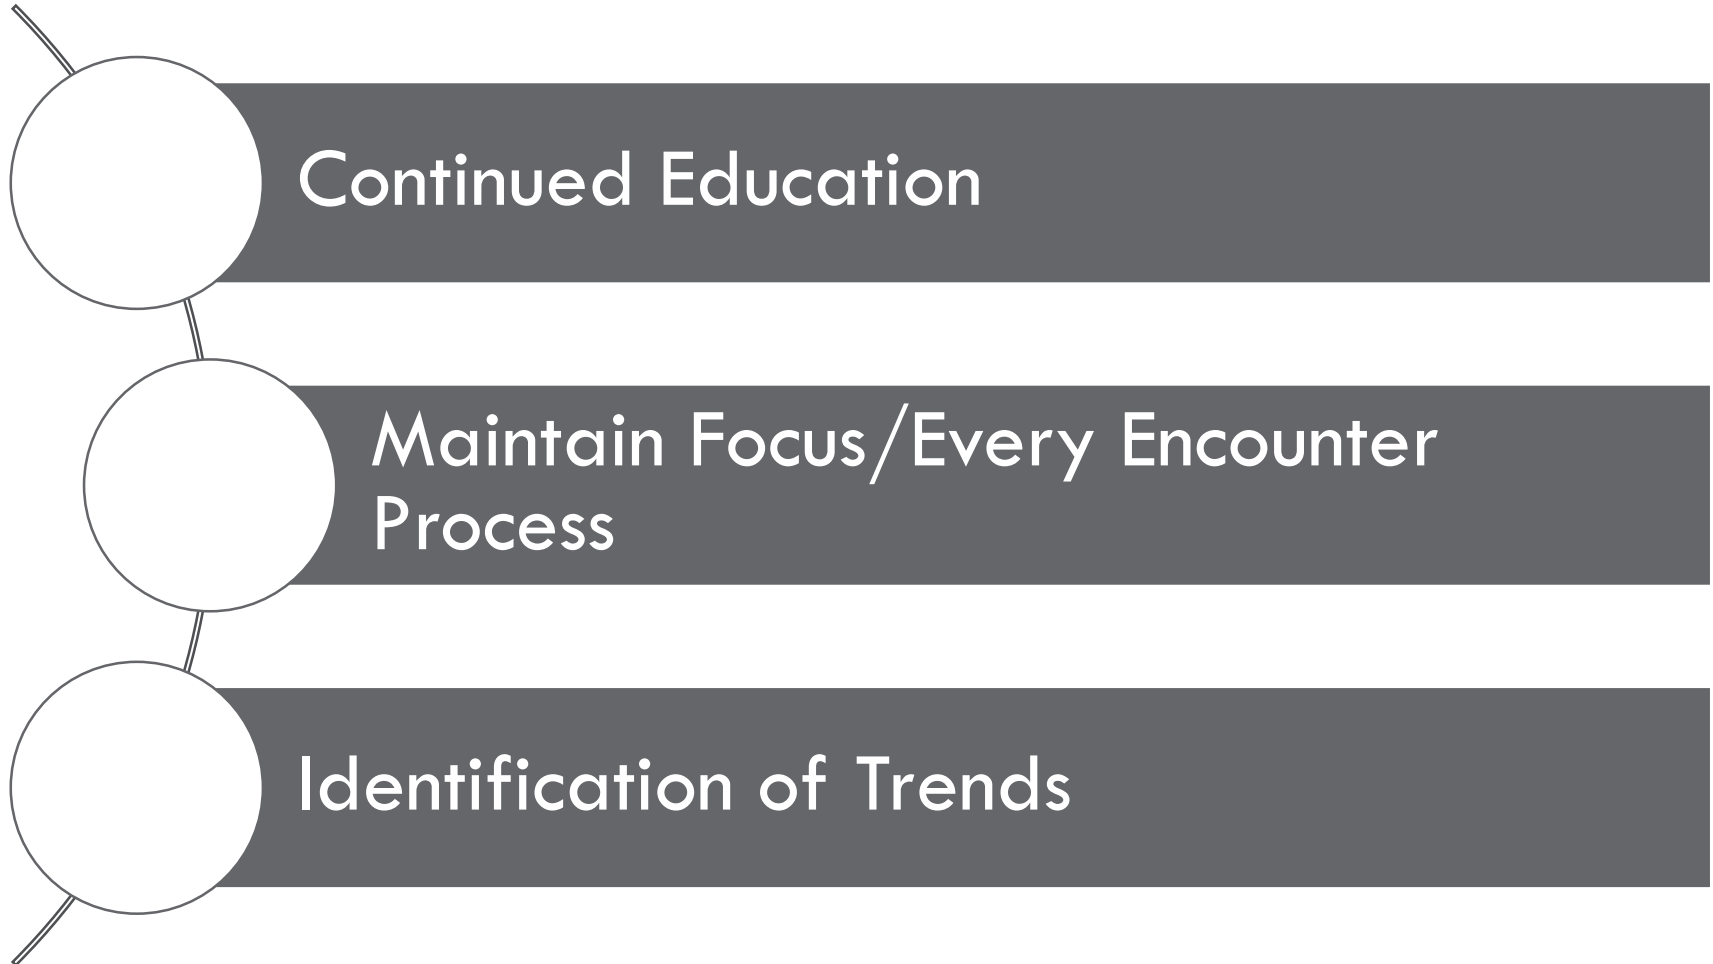 Continued Education
Maintain Focus/Every Encounter
Process
Identification of Trends